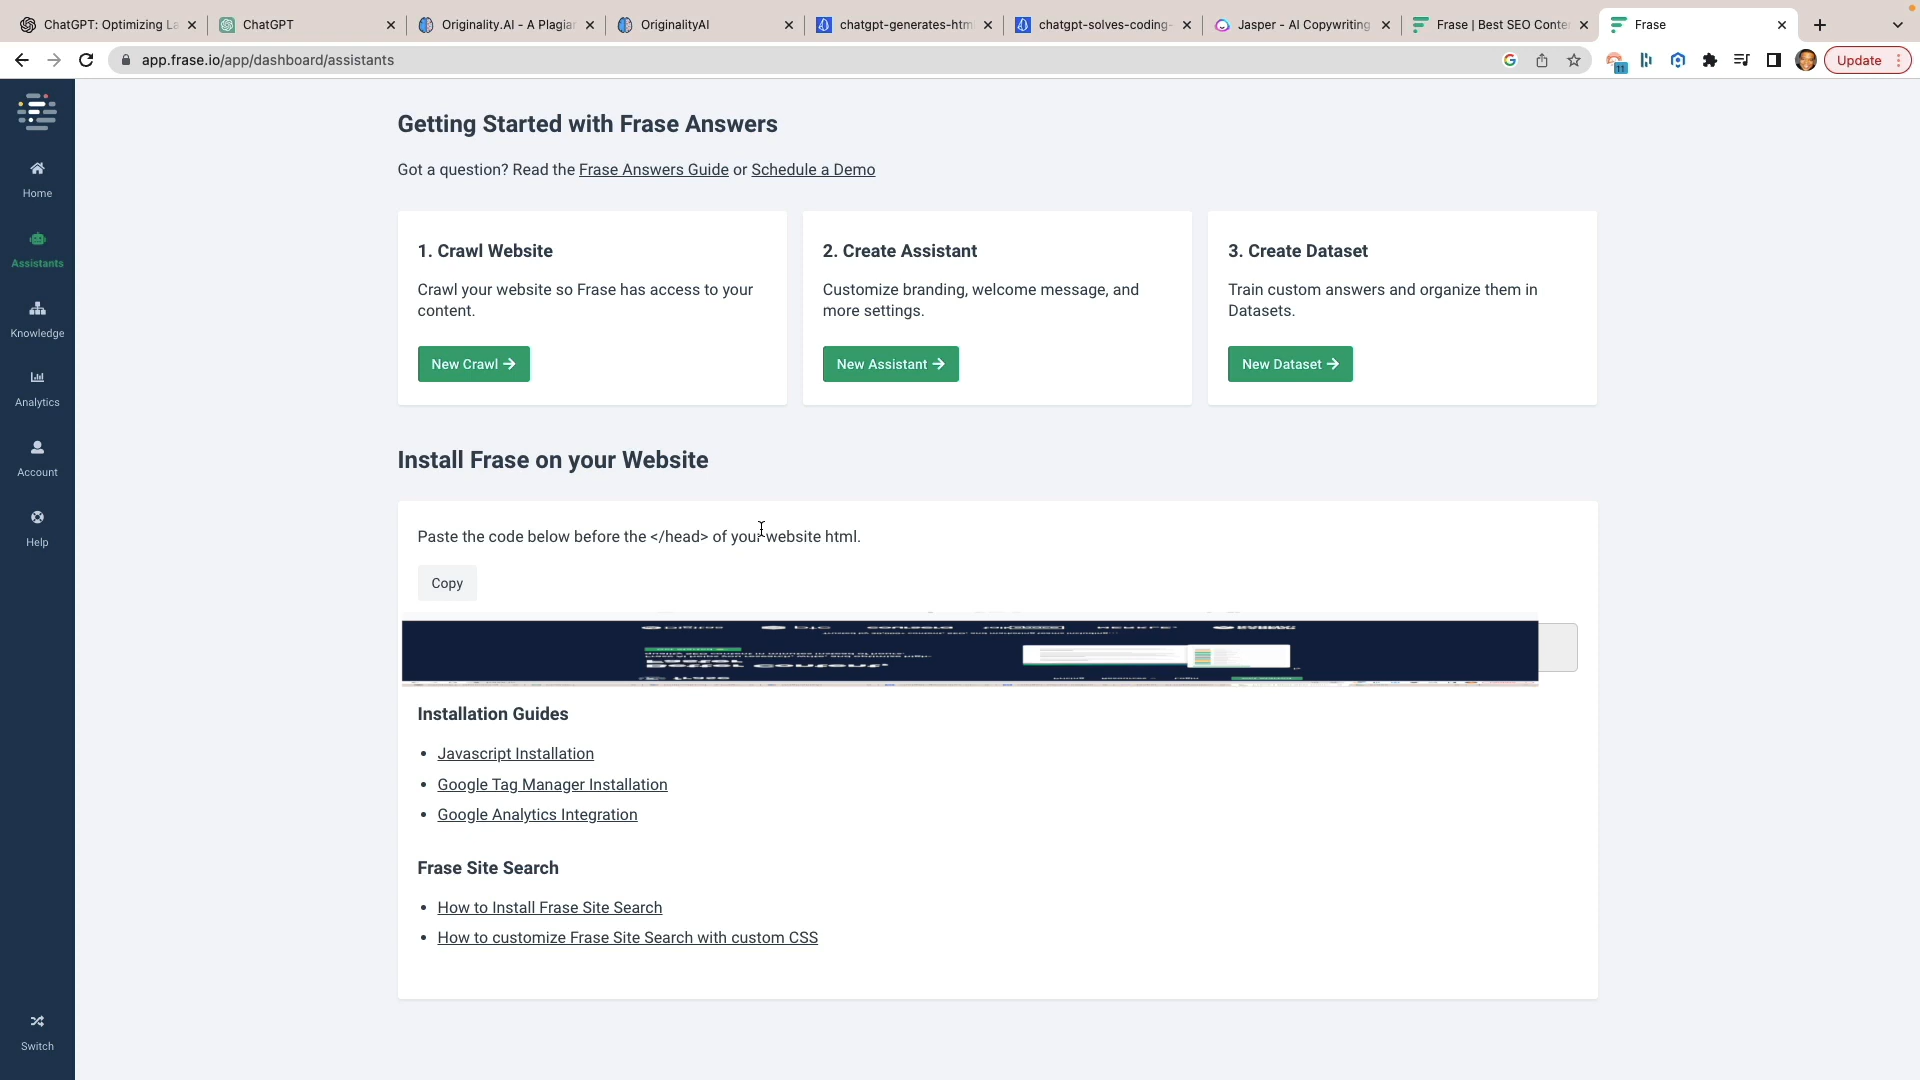 ChatGPT: Optimizing La
ChatGPT
Originality.AI - A Plagiar
OriginalityAI
chatgpt-generates-htm
chatgpt-solves-coding-
Jasper - AI Copywriting
Frase | Best SEO Conte
Frase
app.frase.io/app/dashboard/assistants
11
Update
Home
Assistants
Knowledge
Analytics
Account
Help
Switch
Getting Started with Frase Answers
Got a question? Read the Frase Answers Guide or Schedule a Demo
1. Crawl Website
Crawl your website so Frase has access to your
content.
New Crawl →
2. Create Assistant
Customize branding, welcome message, and
more settings.
New Assistant →
3. Create Dataset
Train custom answers and organize them in
Datasets.
New Dataset →
Install Frase on your Website
Paste the code below before the </head> of your website html.
Copy
Installation Guides
• Javascript Installation
• Google Tag Manager Installation
• Google Analytics Integration
Frase Site Search
• How to Install Frase Site Search
• How to customize Frase Site Search with custom CSS